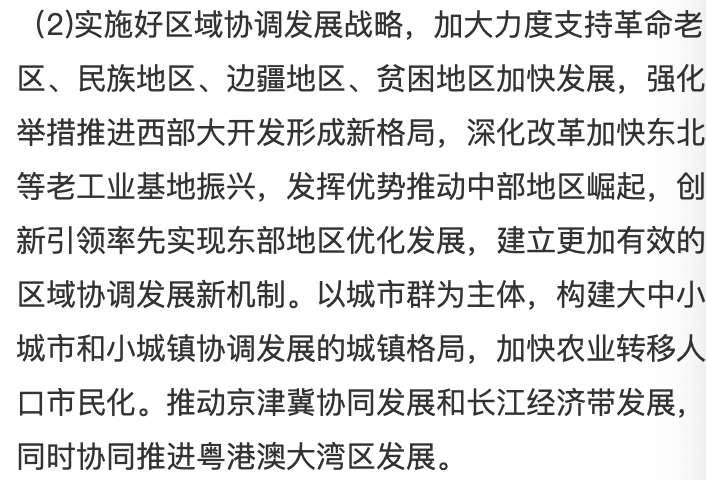 (2)实施好区域协调发展战略，加大力度支持革命老
区、民族地区、边疆地区、贫困地区加快发展，强化
举措推进西部大开发形成新格局，深化改革加快东北
等老工业基地振兴，发挥优势推动中部地区崛起，创
新引领率先实现东部地区优化发展，建立更加有效的
区域协调发展新机制。以城市群为主体，构建大中小
城市和小城镇协调发展的城镇格局，加快农业转移人
口市民化。推动京津冀协同发展和长江经济带发展，
同时协同推进粤港澳大湾区发展。